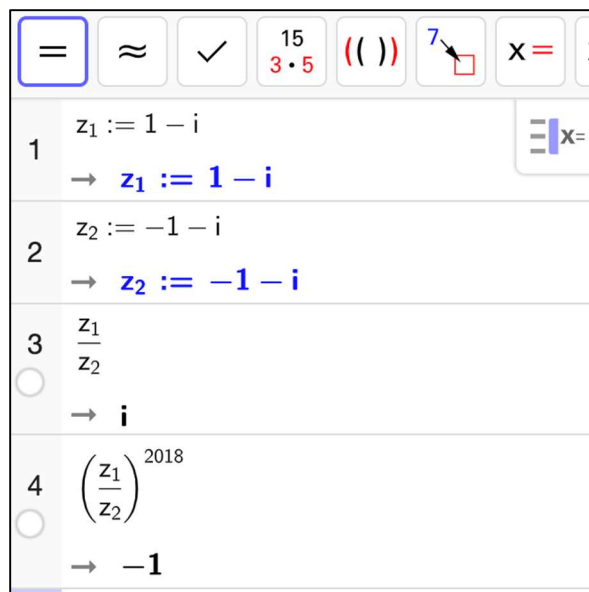 = ≈ ✓ 15 (( )) 7 x =
3 · 5
x=
1 z₁ := 1 − i
→ z₁ := 1 − i
2 z₂ := −1 − i
→ z₂ := −1 − i
3 z₁/z₂
→ i
4 (z₁/z₂)²⁰¹⁸
→ −1